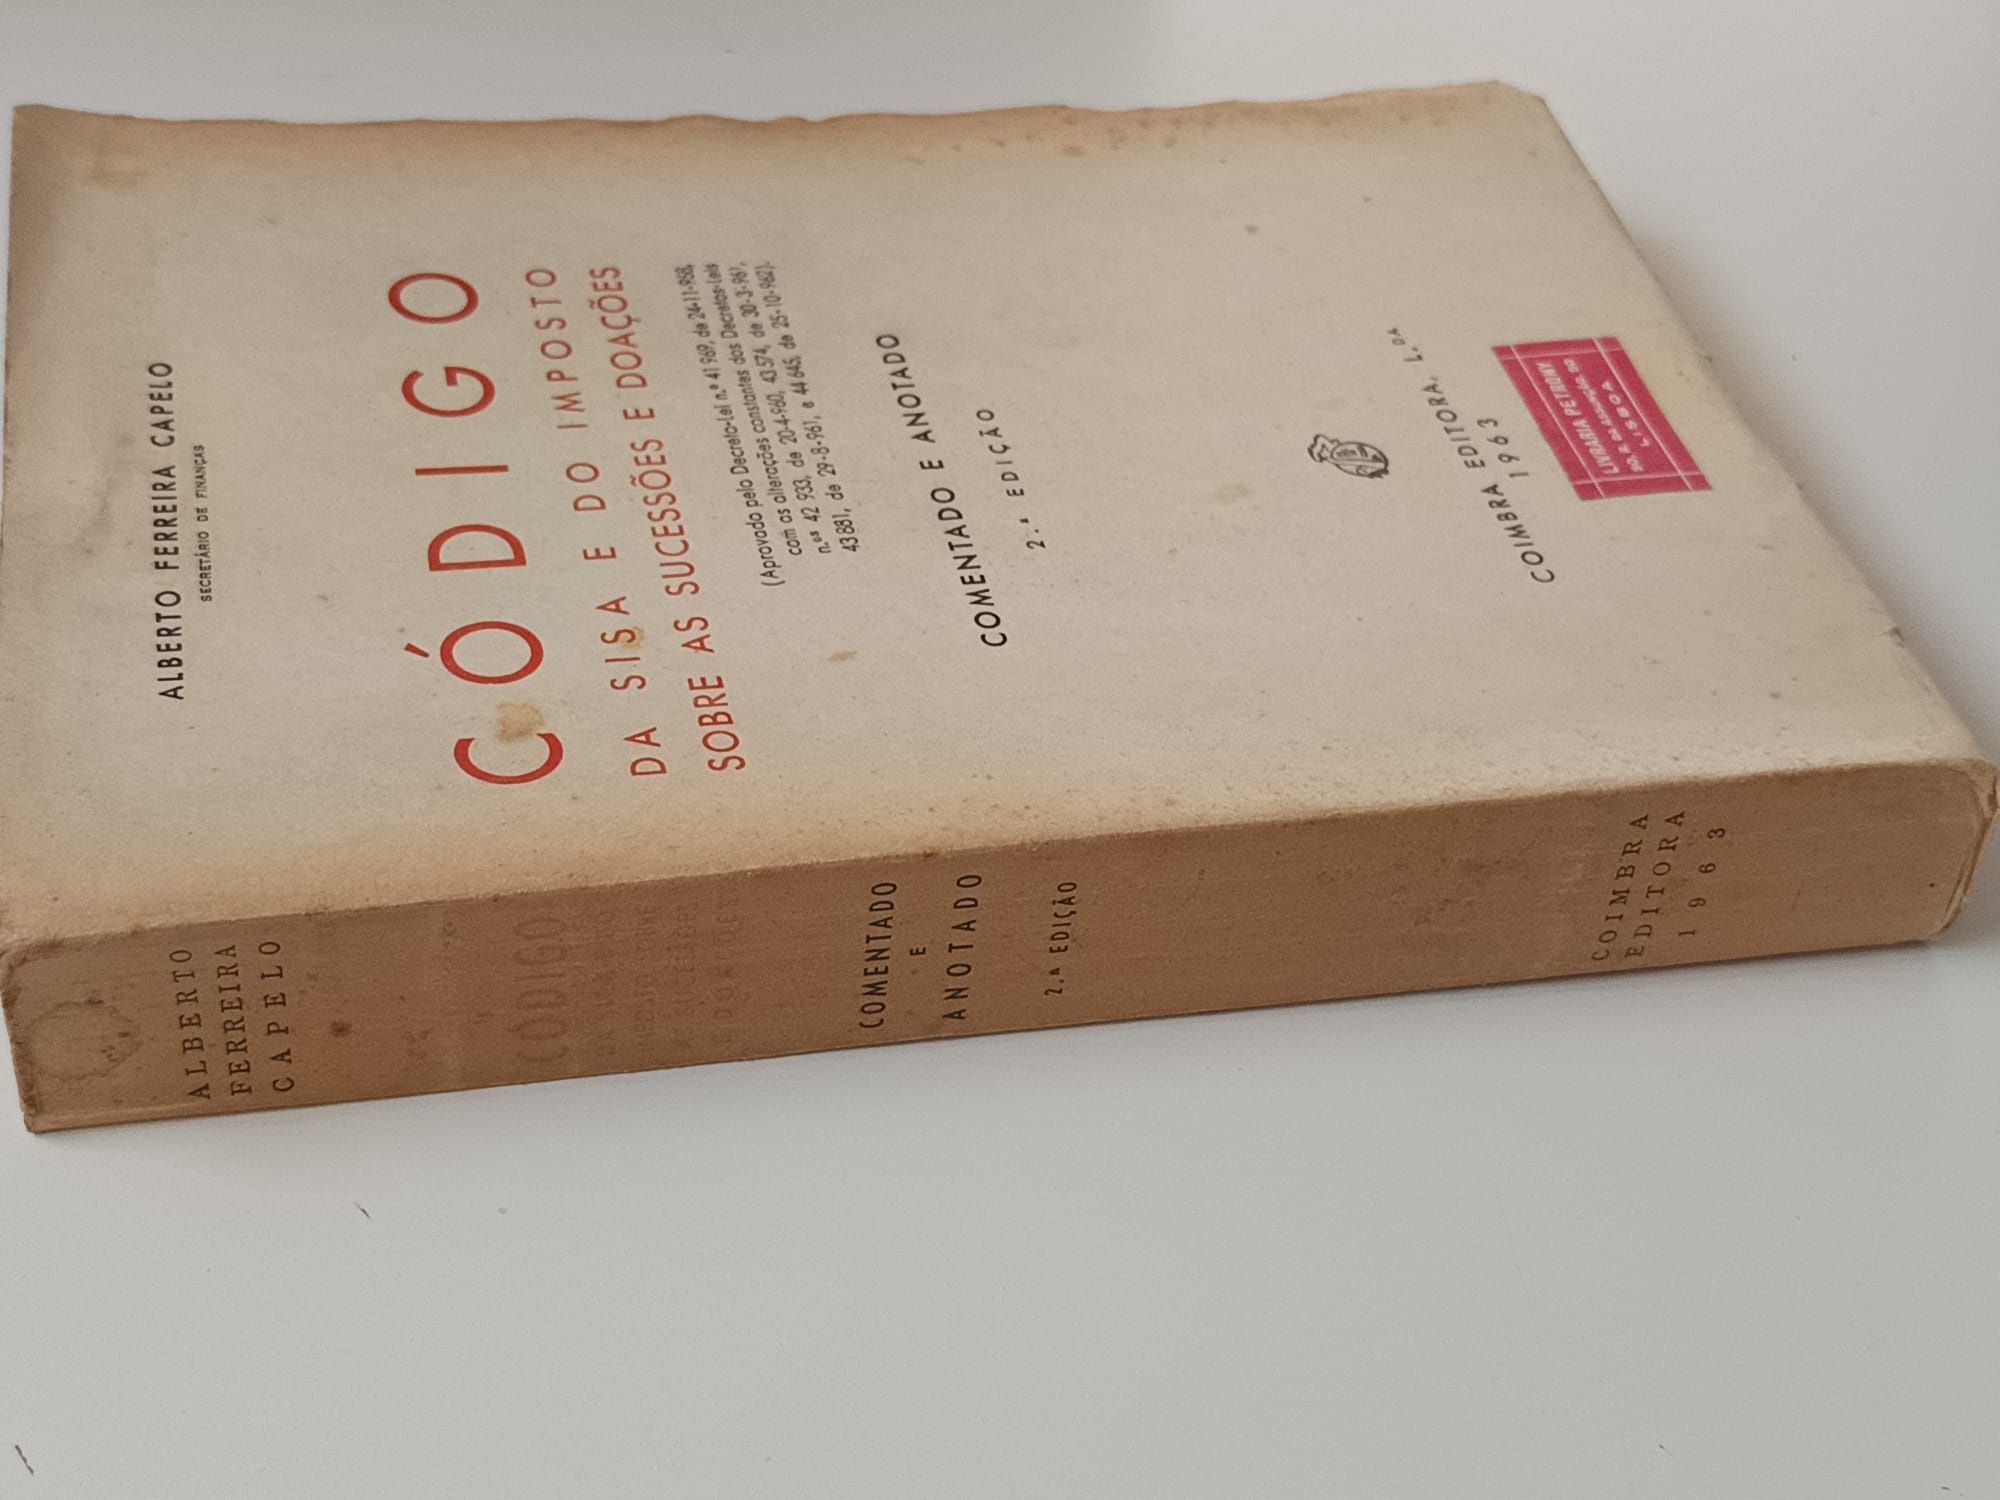 ALBERTO FERREIRA CAPELO
SECRETÁRIO DE FINANÇAS
CÓDIGO
DA SISA E DO IMPOSTO
SOBRE AS SUCESSÕES E DOAÇÕES
(Aprovado pelo Decreto-Lei n.º 41 969, de 24-11-958,
com as alterações constantes dos Decretos-Leis
n.ºs 42 933, de 20-4-960, 43 574, de 30-3-961,
43 881, de 29-8-961, e 44 645, de 25-10-962).
COMENTADO E ANOTADO
2.ª EDIÇÃO
COIMBRA EDITORA, L.DA
1963
LIVRARIA PETRONY
LISBOA
ALBERTO
FERREIRA
CAPELO
CÓDIGO
COMENTADO
E
ANOTADO
2.ª EDIÇÃO
COIMBRA
EDITORA
1963